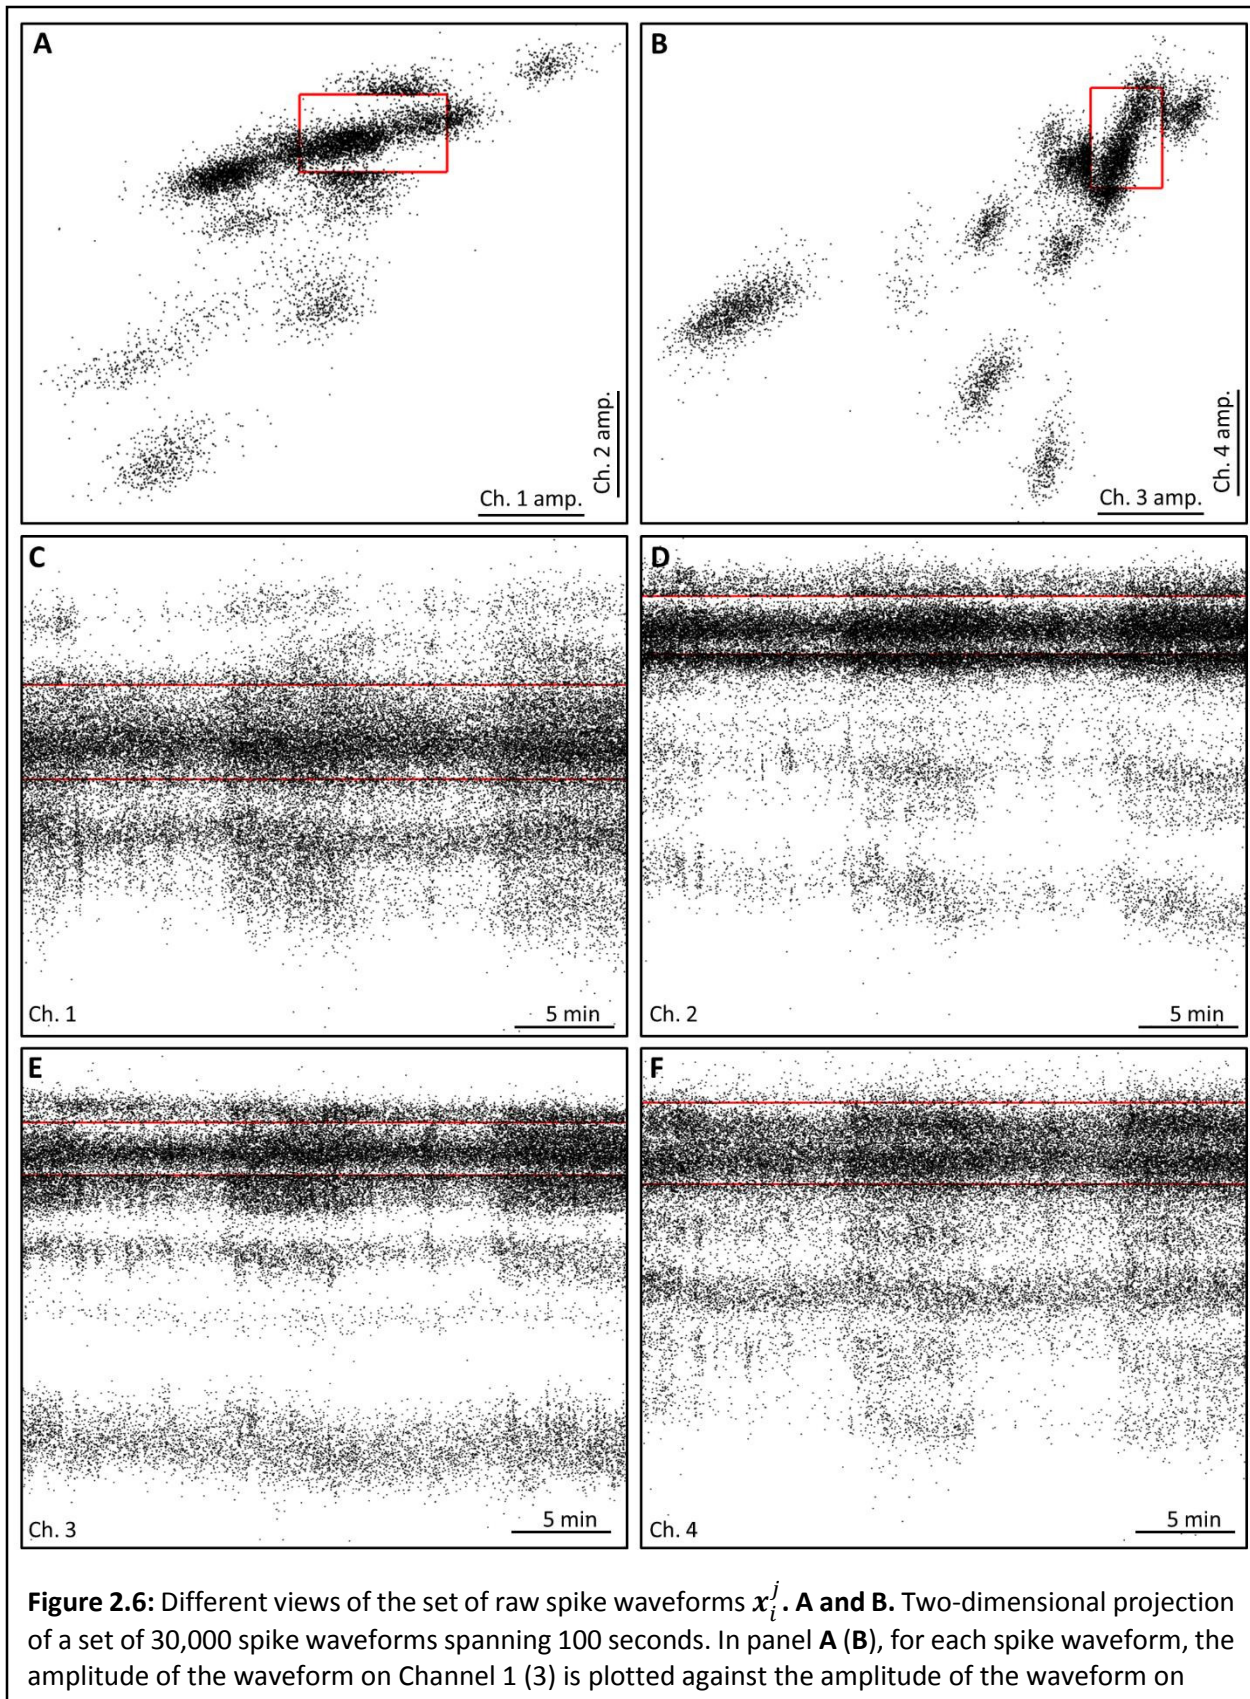 A
B
Ch. 2 amp.
Ch. 1 amp.
Ch. 4 amp.
Ch. 3 amp.
C
D
Ch. 1
5 min
Ch. 2
5 min
E
F
Ch. 3
5 min
Ch. 4
5 min
Figure 2.6: Different views of the set of raw spike waveforms $x_i^j$. A and B. Two-dimensional projection
of a set of 30,000 spike waveforms spanning 100 seconds. In panel A (B), for each spike waveform, the
amplitude of the waveform on Channel 1 (3) is plotted against the amplitude of the waveform on